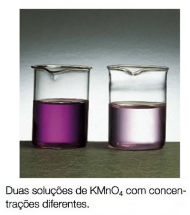 Duas soluções de KMnO₄ com concen-
trações diferentes.